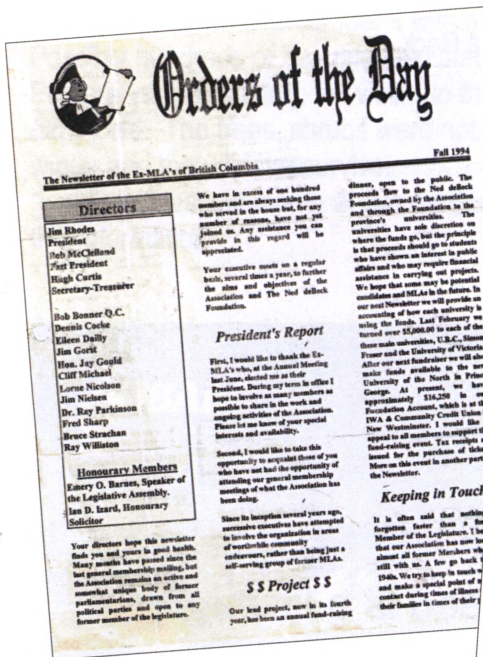 Orders of the Day
The Newsletter of the Ex-MLA's of British Columbia
Fall 1994
Directors
Jim Rhodes
President
Bob McClelland
Past President
Hugh Curtis
Secretary-Treasurer
Bob Bonner Q.C.
Dennis Cocke
Eileen Dailly
Jim Gorst
Hon. Jay Gould
Cliff Michael
Lorne Nicolson
Jim Nielsen
Dr. Ray Parkinson
Fred Sharp
Bruce Strachan
Ray Williston
Honourary Members
Emery O. Barnes, Speaker of
the Legislative Assembly.
Ian D. Izard, Honourary
Solicitor
Your directors hope this newsletter
finds you and yours in good health.
Many months have passed since the
last general membership mailing, but
the Association remains an active and
somewhat unique body of former
parliamentarians, drawn from all
political parties and open to any
former member of the legislature.
We have in excess of one hundred
members and are always seeking those
who served in the house but, for any
number of reasons, have not yet
joined us. Any assistance you can
provide in this regard will be
appreciated.
Your executive meets on a regular
basis, several times a year, to further
the aims and objectives of the
Association and The Ned deBeck
Foundation.
President's Report
First, I would like to thank the Ex-
MLA's who, at the Annual Meeting
last June, elected me as their
President. During my term in office I
hope to involve as many members as
possible to share in the work and
ongoing activities of the Association.
Please let me know of your special
interests and availability.
Second, I would like to take this
opportunity to acquaint those of you
who have not had the opportunity of
attending our general membership
meetings of what the Association has
been doing.
Since its inception several years ago,
successive executives have attempted
to involve the organization in areas
of worthwhile community
endeavours, rather than being just a
self-serving group of former MLAs.
$ $ Project $ $
Our lead project, now in its fourth
year, has been an annual fund-raising
dinner, open to the public. The
proceeds flow to the Ned deBeck
Foundation, owned by the Association
and through the Foundation to the
province's universities. The
universities have sole discretion
where the funds go, but the principle
is that proceeds should go to students
who have shown an interest in public
affairs and who may require financial
assistance in carrying out projects.
We hope that some may be potential
candidates and MLAs in the future. In
our next Newsletter we will provide an
accounting of how each university is
using the funds. Last February we
turned over $5,000.00 to each of the
three main universities, U.B.C., Simon
Fraser and the University of Victoria.
After our next fundraiser we will also
make funds available to the new
University of the North in Prince
George. At present, we have
approximately $16,250 in a
Foundation Account, which is at the
IWA & Community Credit Union
New Westminster. I would like
appeal to all members to support the
fund-raising event. Tax receipts
issued for the purchase of ticke
More on this event in another part
the Newsletter.
Keeping in Touch
It is often said that nothing
forgotten faster than a for
Member of the Legislature. I b
that our Association has now loc
almost all former Members who
still with us. A few go back
1940s. We try to keep in touch
and make a special point of
contact during times of illness
their families in times of their